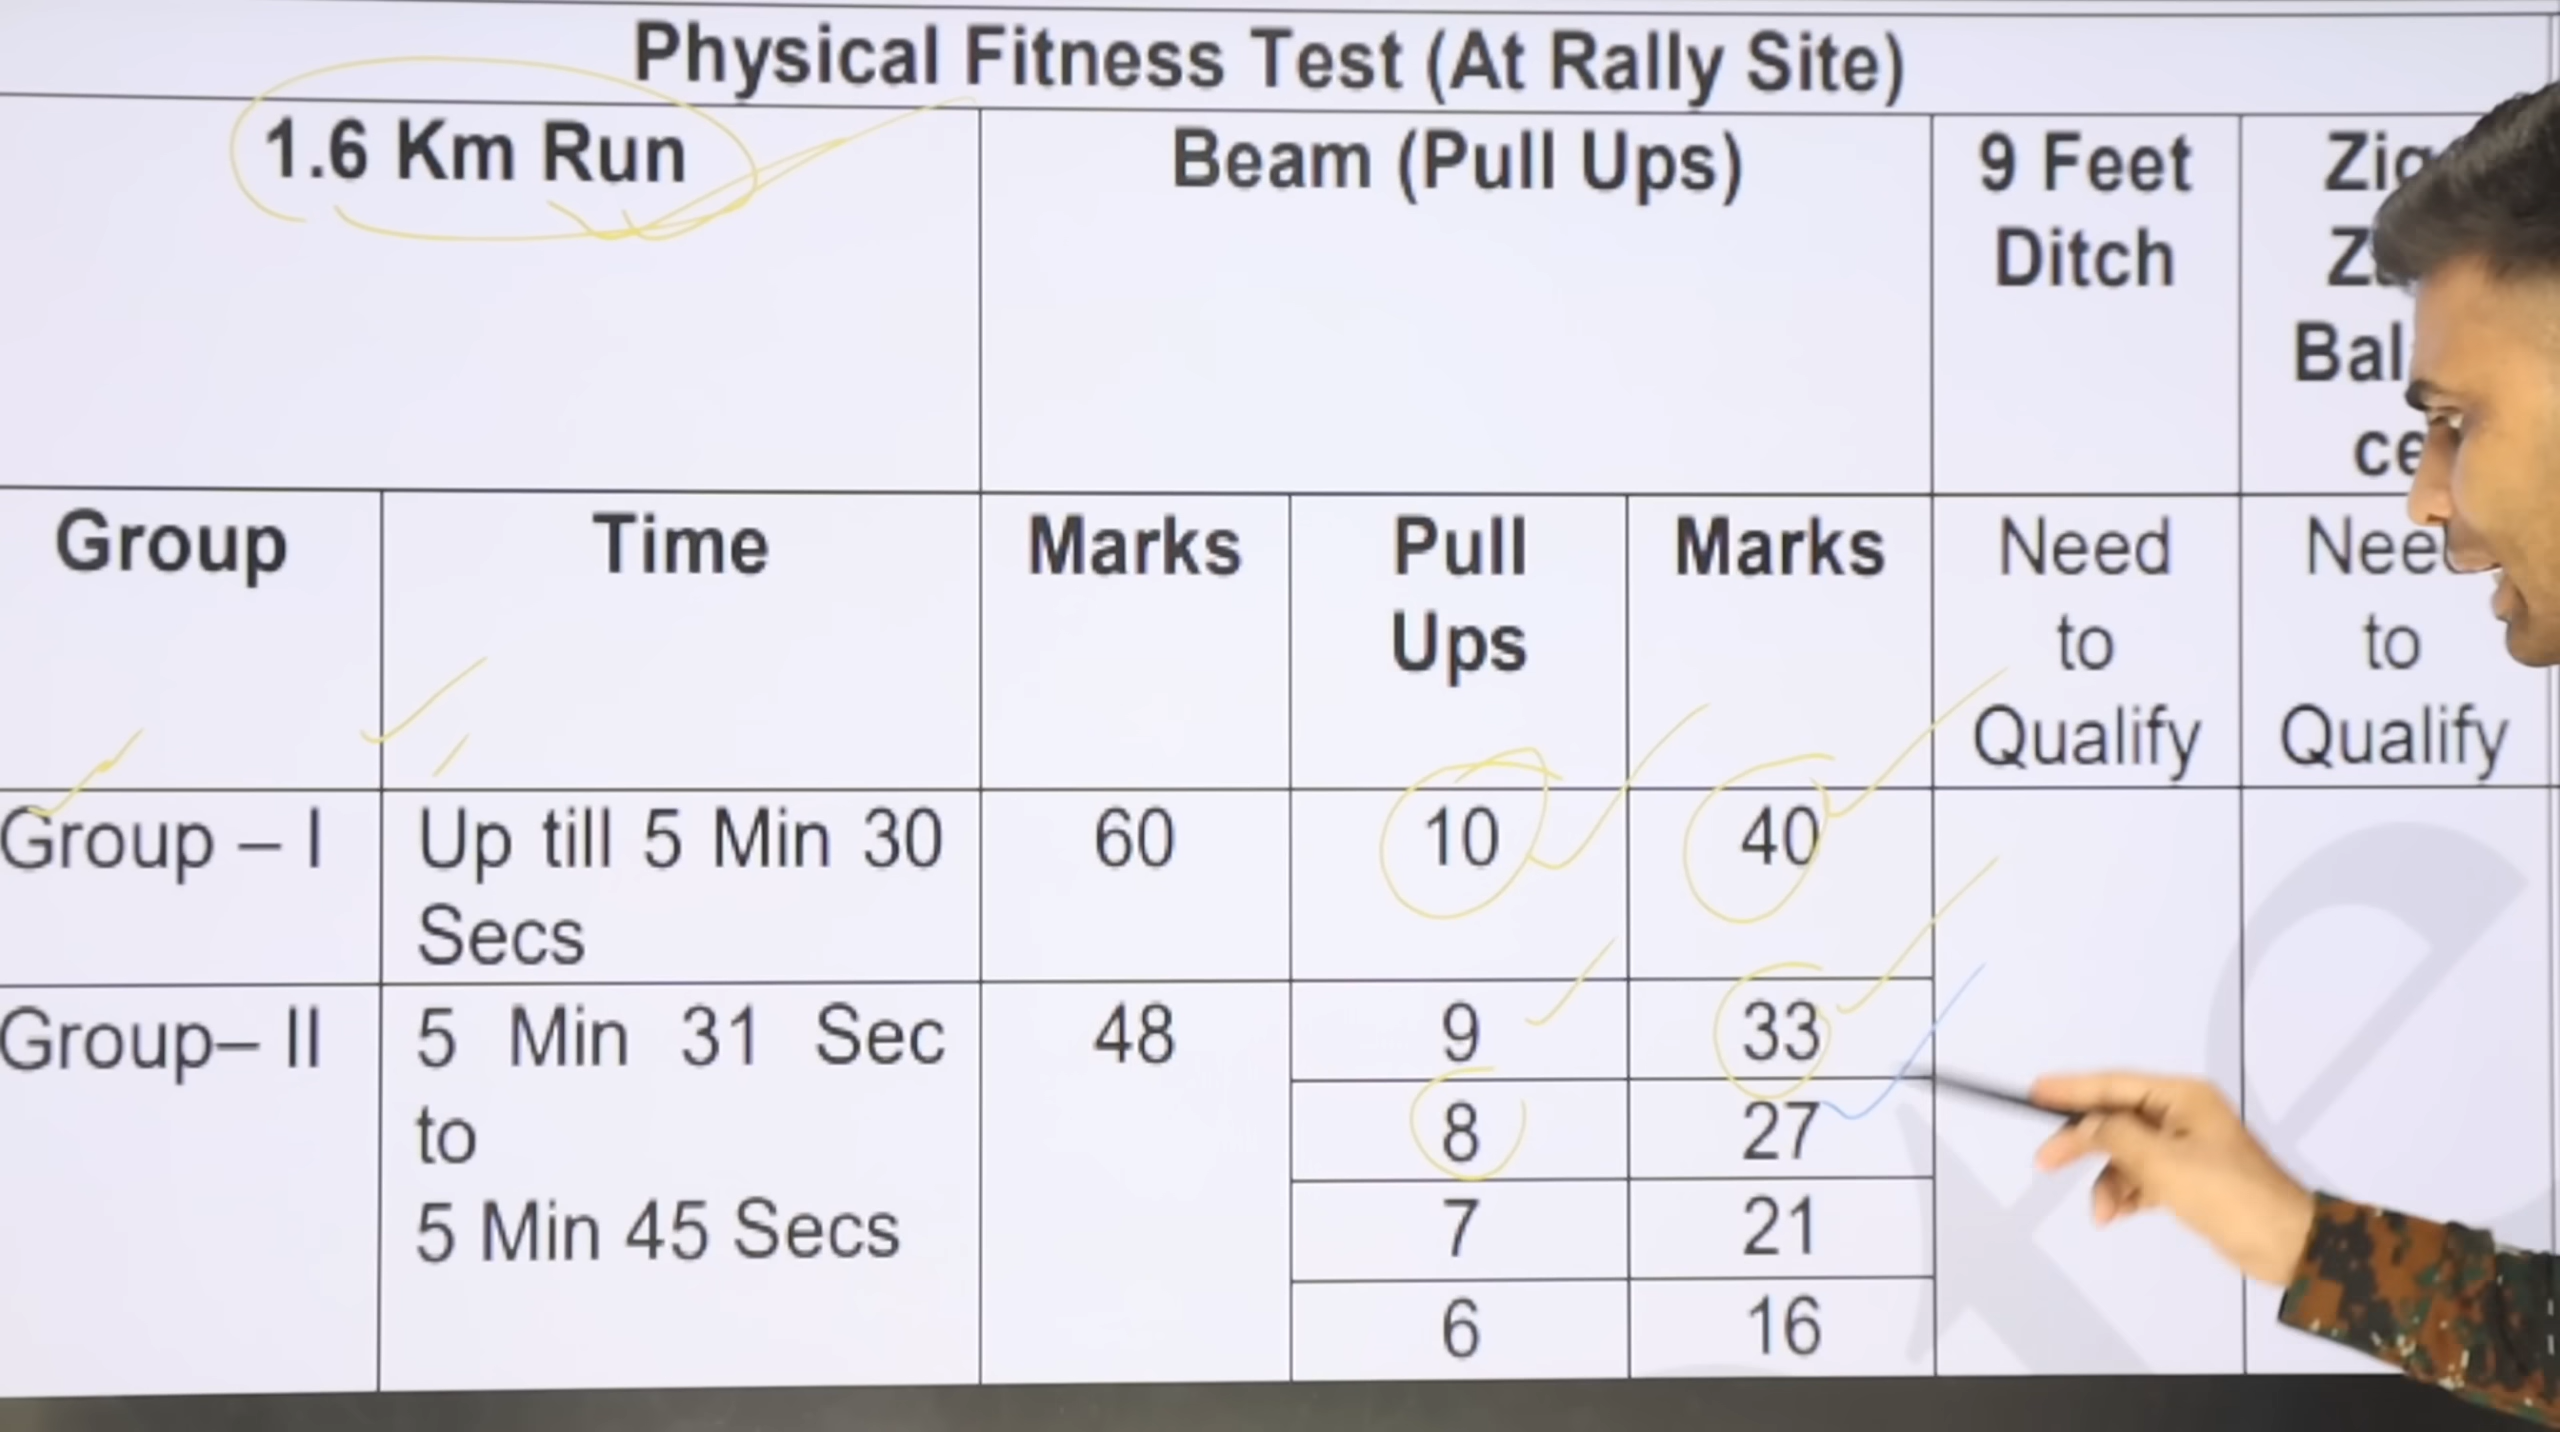 Physical Fitness Test (At Rally Site)
1.6 Km Run
Beam (Pull Ups)
9 Feet
Ditch
Group
Time
Marks
Pull
Ups
Marks
Need
to
Qualify
to
Qualify
Group – I
Up till 5 Min 30
Secs
60
10
40
Group– II
5 Min 31 Sec
to
5 Min 45 Secs
48
9
33
8
27
7
21
6
16